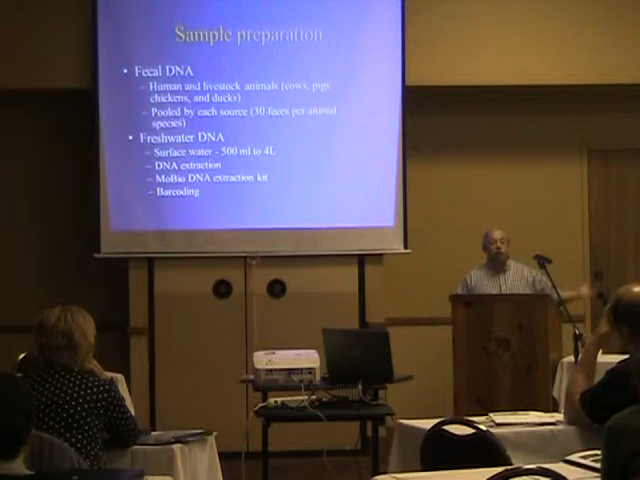 Sample preparation
• Fecal DNA
– Human and livestock animals (cows, pigs,
chickens, and ducks)
– Pooled by each source (30 feces per animal
species)
• Freshwater DNA
– Surface water - 500 ml to 4L
– DNA extraction
– MoBio DNA extraction kit
– Barcoding